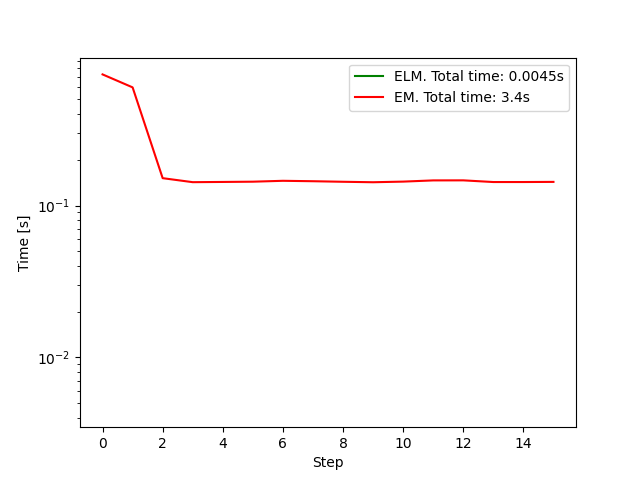 ELM. Total time: 0.0045s
EM. Total time: 3.4s
Time [s]
10⁻¹
10⁻²
0 2 4 6 8 10 12 14
Step